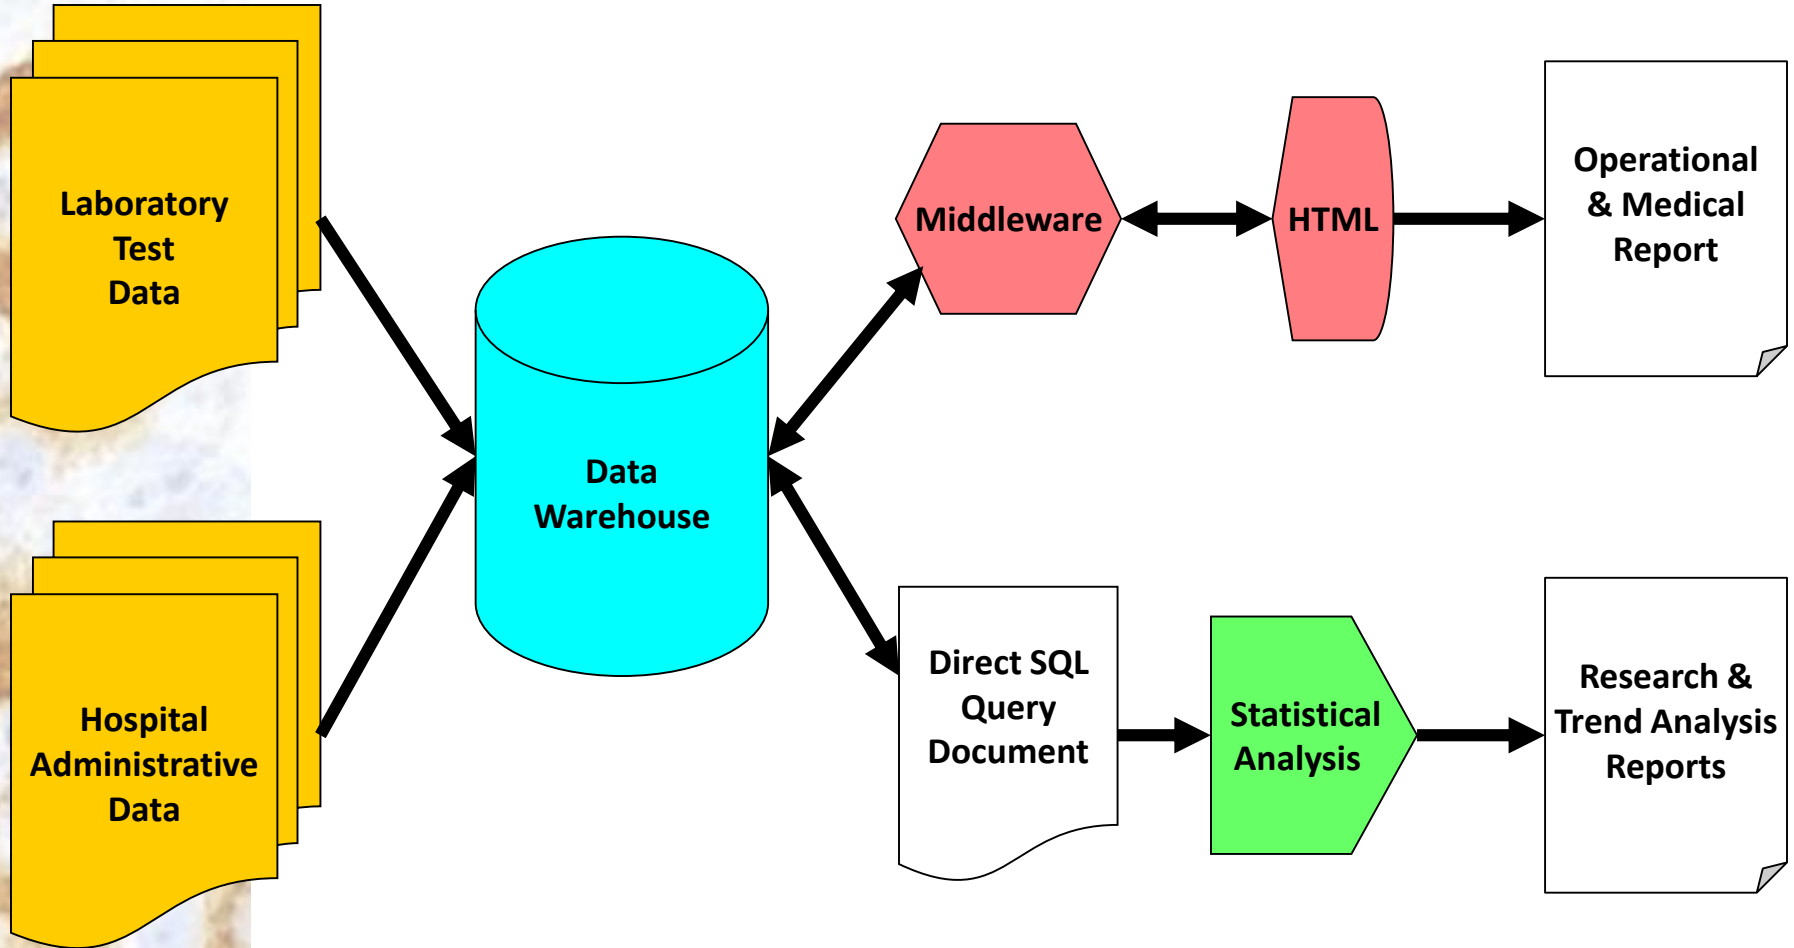 Laboratory
Test
Data
Hospital
Administrative
Data
Data
Warehouse
Middleware
HTML
Operational
& Medical
Report
Direct SQL
Query
Document
Statistical
Analysis
Research &
Trend Analysis
Reports